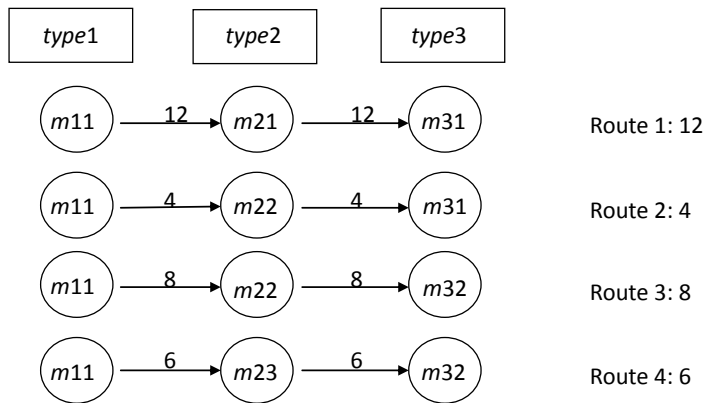 type1 type2 type3
m11 12 m21 12 m31 Route 1: 12
m11 4 m22 4 m31 Route 2: 4
m11 8 m22 8 m32 Route 3: 8
m11 6 m23 6 m32 Route 4: 6